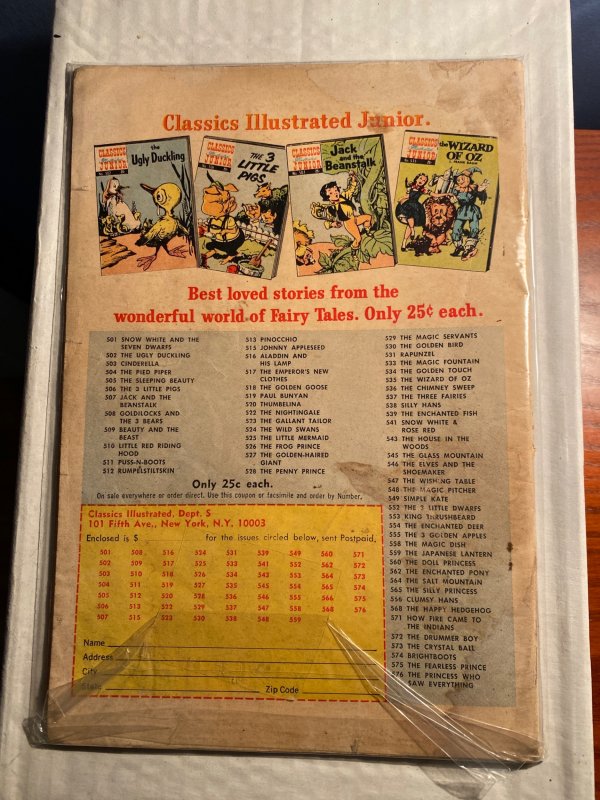 Classics Illustrated Junior.
CLASSICS
Illustrated
JUNIOR
the
Ugly Duckling
CLASSICS
Illustrated
JUNIOR
THE 3
LITTLE
PIGS
CLASSICS
Illustrated
JUNIOR
Jack
and the
Beanstalk
CLASSICS
Illustrated
JUNIOR
the WIZARD
OF OZ
Best loved stories from the
wonderful world of Fairy Tales. Only 25¢ each.
501 SNOW WHITE AND THE
SEVEN DWARFS
502 THE UGLY DUCKLING
503 CINDERELLA
504 THE PIED PIPER
505 THE SLEEPING BEAUTY
506 THE 3 LITTLE PIGS
507 JACK AND THE
BEANSTALK
508 GOLDILOCKS AND
THE 3 BEARS
509 BEAUTY AND THE
BEAST
510 LITTLE RED RIDING
HOOD
511 PUSS-N-BOOTS
512 RUMPELSTILTSKIN
513 PINOCCHIO
515 JOHNNY APPLESEED
516 ALADDIN AND
HIS LAMP
517 THE EMPEROR'S NEW
CLOTHES
518 THE GOLDEN GOOSE
519 PAUL BUNYAN
520 THUMBELINA
522 THE NIGHTINGALE
523 THE GALLANT TAILOR
524 THE WILD SWANS
525 THE LITTLE MERMAID
526 THE FROG PRINCE
527 THE GOLDEN-HAIRED
GIANT
528 THE PENNY PRINCE
529 THE MAGIC SERVANTS
530 THE GOLDEN BIRD
531 RAPUNZEL
533 THE MAGIC FOUNTAIN
534 THE GOLDEN TOUCH
535 THE WIZARD OF OZ
536 THE CHIMNEY SWEEP
537 THE THREE FAIRIES
538 SILLY HANS
539 THE ENCHANTED FISH
541 SNOW WHITE &
ROSE RED
543 THE HOUSE IN THE
WOODS
545 THE GLASS MOUNTAIN
546 THE ELVES AND THE
SHOEMAKER
547 THE WISHING TABLE
548 THE MAGIC PITCHER
549 SIMPLE KATE
552 THE 3 LITTLE DWARFS
553 KING THRUSHBEARD
554 THE ENCHANTED DEER
555 THE 3 GOLDEN APPLES
558 THE MAGIC DISH
559 THE JAPANESE LANTERN
560 THE DOLL PRINCESS
562 THE ENCHANTED PONY
564 THE SALT MOUNTAIN
565 THE SILLY PRINCESS
556 CLUMSY HANS
568 THE HAPPY HEDGEHOG
571 HOW FIRE CAME TO
THE INDIANS
572 THE DRUMMER BOY
573 THE CRYSTAL BALL
574 BRIGHTBOOTS
575 THE FEARLESS PRINCE
576 THE PRINCESS WHO
SAW EVERYTHING
Only 25c each.
On sale everywhere or order direct. Use this coupon or facsimile and order by Number.
Classics Illustrated, Dept. S
101 Fifth Ave., New York, N.Y. 10003
Enclosed is $ for the issues circled below, sent Postpaid.
501 508 516 524 531 539 549 560 571
502 509 517 525 533 541 552 562 572
503 510 518 526 534 543 553 564 573
504 511 519 527 535 545 554 565 574
505 512 520 528 536 546 555 566 575
506 513 522 529 537 547 558 568 576
507 515 523 530 538 548 559
Name
Address
City
State Zip Code